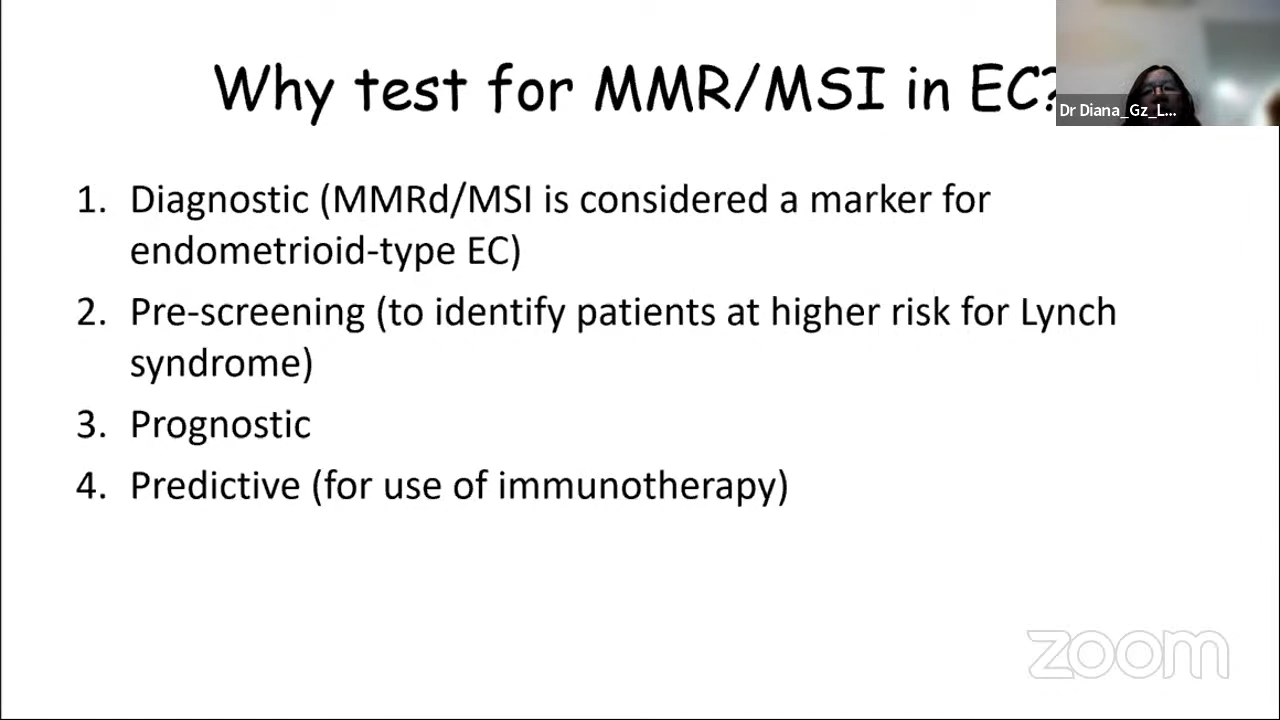 Why test for MMR/MSI in EC?
Dr Diana_Gz_L...
1. Diagnostic (MMRd/MSI is considered a marker for
endometrioid-type EC)
2. Pre-screening (to identify patients at higher risk for Lynch
syndrome)
3. Prognostic
4. Predictive (for use of immunotherapy)
zoom